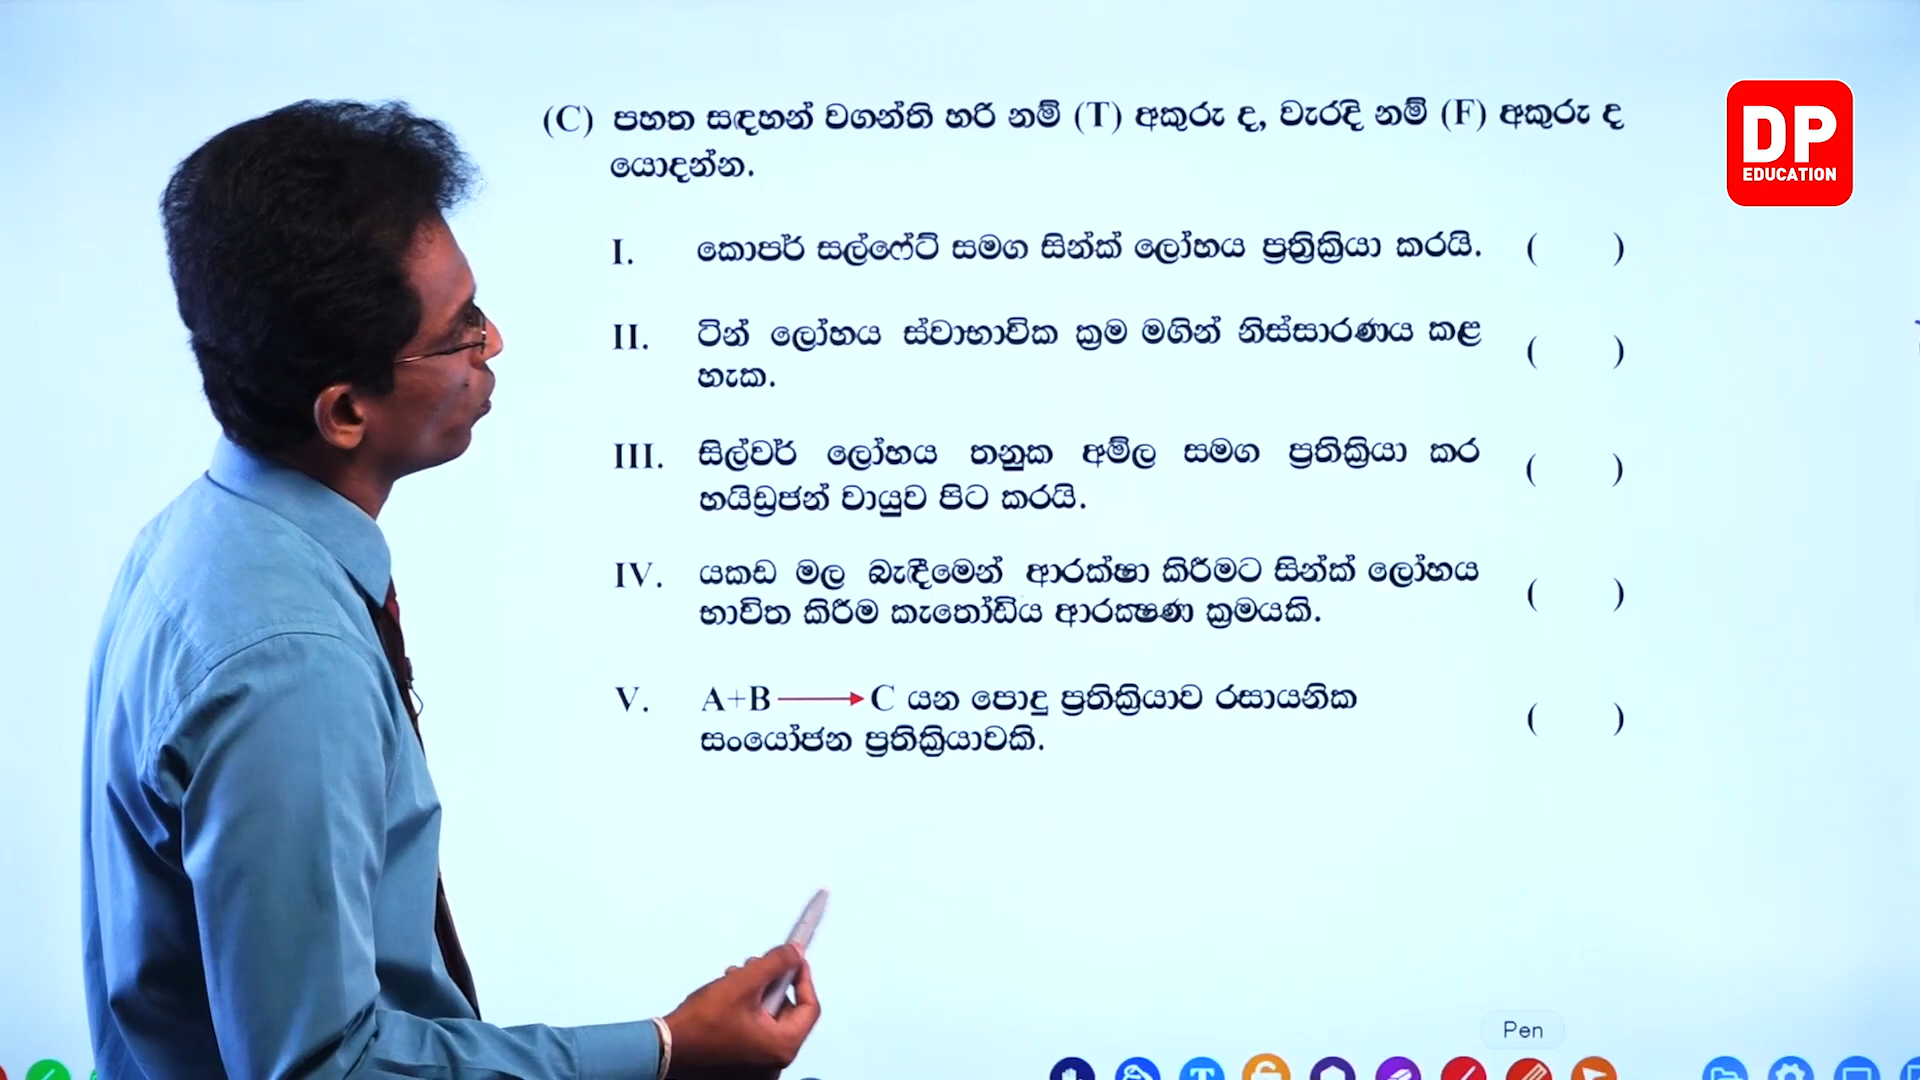 (C) පහත සඳහන් වගන්ති හරි නම් (T) අකුරු ද, වැරදි නම් (F) අකුරු ද
යොදන්න.
DP
EDUCATION
I. කොපර් සල්ෆේට් සමග සින්ක් ලෝහය ප්‍රත්‍රික්‍රියා කරයි. ( )
II. ටින් ලෝහය ස්වාභාවික ක්‍රම මගින් නිස්සාරණය කළ
හැක. ( )
III. සිල්වර් ලෝහය තනුක අම්ල සමග ප්‍රතික්‍රියා කර
හයිඩ්‍රජන් වායුව පිට කරයි. ( )
IV. යකඩ මල බැඳීමෙන් ආරක්ෂා කිරීමට සින්ක් ලෝහය
භාවිත කිරීම කැතෝඩිය ආරක්‍ෂණ ක්‍රමයකි. ( )
V. A+B ⟶ C යන පොදු ප්‍රතික්‍රියාව රසායනික
සංයෝජන ප්‍රතික්‍රියාවකි. ( )
Pen